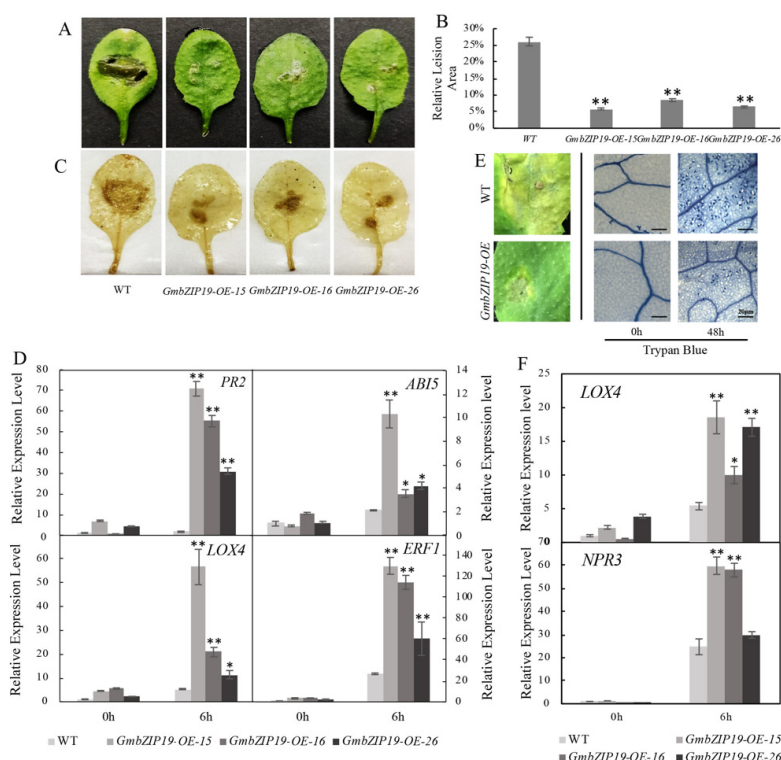 A
B
Relative Leision
Area
30%
25%
20%
15%
10%
5%
0%
**
**
**
WT
GmbZIP19-OE-15
GmbZIP19-OE-16
GmbZIP19-OE-26
C
WT
GmbZIP19-OE-15
GmbZIP19-OE-16
GmbZIP19-OE-26
E
WT
GmbZIP19-OE
20μm
0h
48h
Trypan Blue
D
Relative Expression Level
80
70
60
50
40
30
20
10
0
PR2
**
**
**
ABI5
**
*
*
14
12
10
8
6
4
2
0
Relative Expression level
Relative Expression Level
60
50
40
30
20
10
0
LOX4
**
**
*
ERF1
**
**
**
140
120
100
80
60
40
20
0
Relative Expression Level
0h
6h
0h
6h
WT
GmbZIP19-OE-15
GmbZIP19-OE-16
GmbZIP19-OE-26
F
Relative Expression level
25
20
15
10
5
0
LOX4
**
*
**
Relative Expression Level
70
60
50
40
30
20
10
0
NPR3
**
**
0h
6h
WT
GmbZIP19-OE-15
GmbZIP19-OE-16
GmbZIP19-OE-26